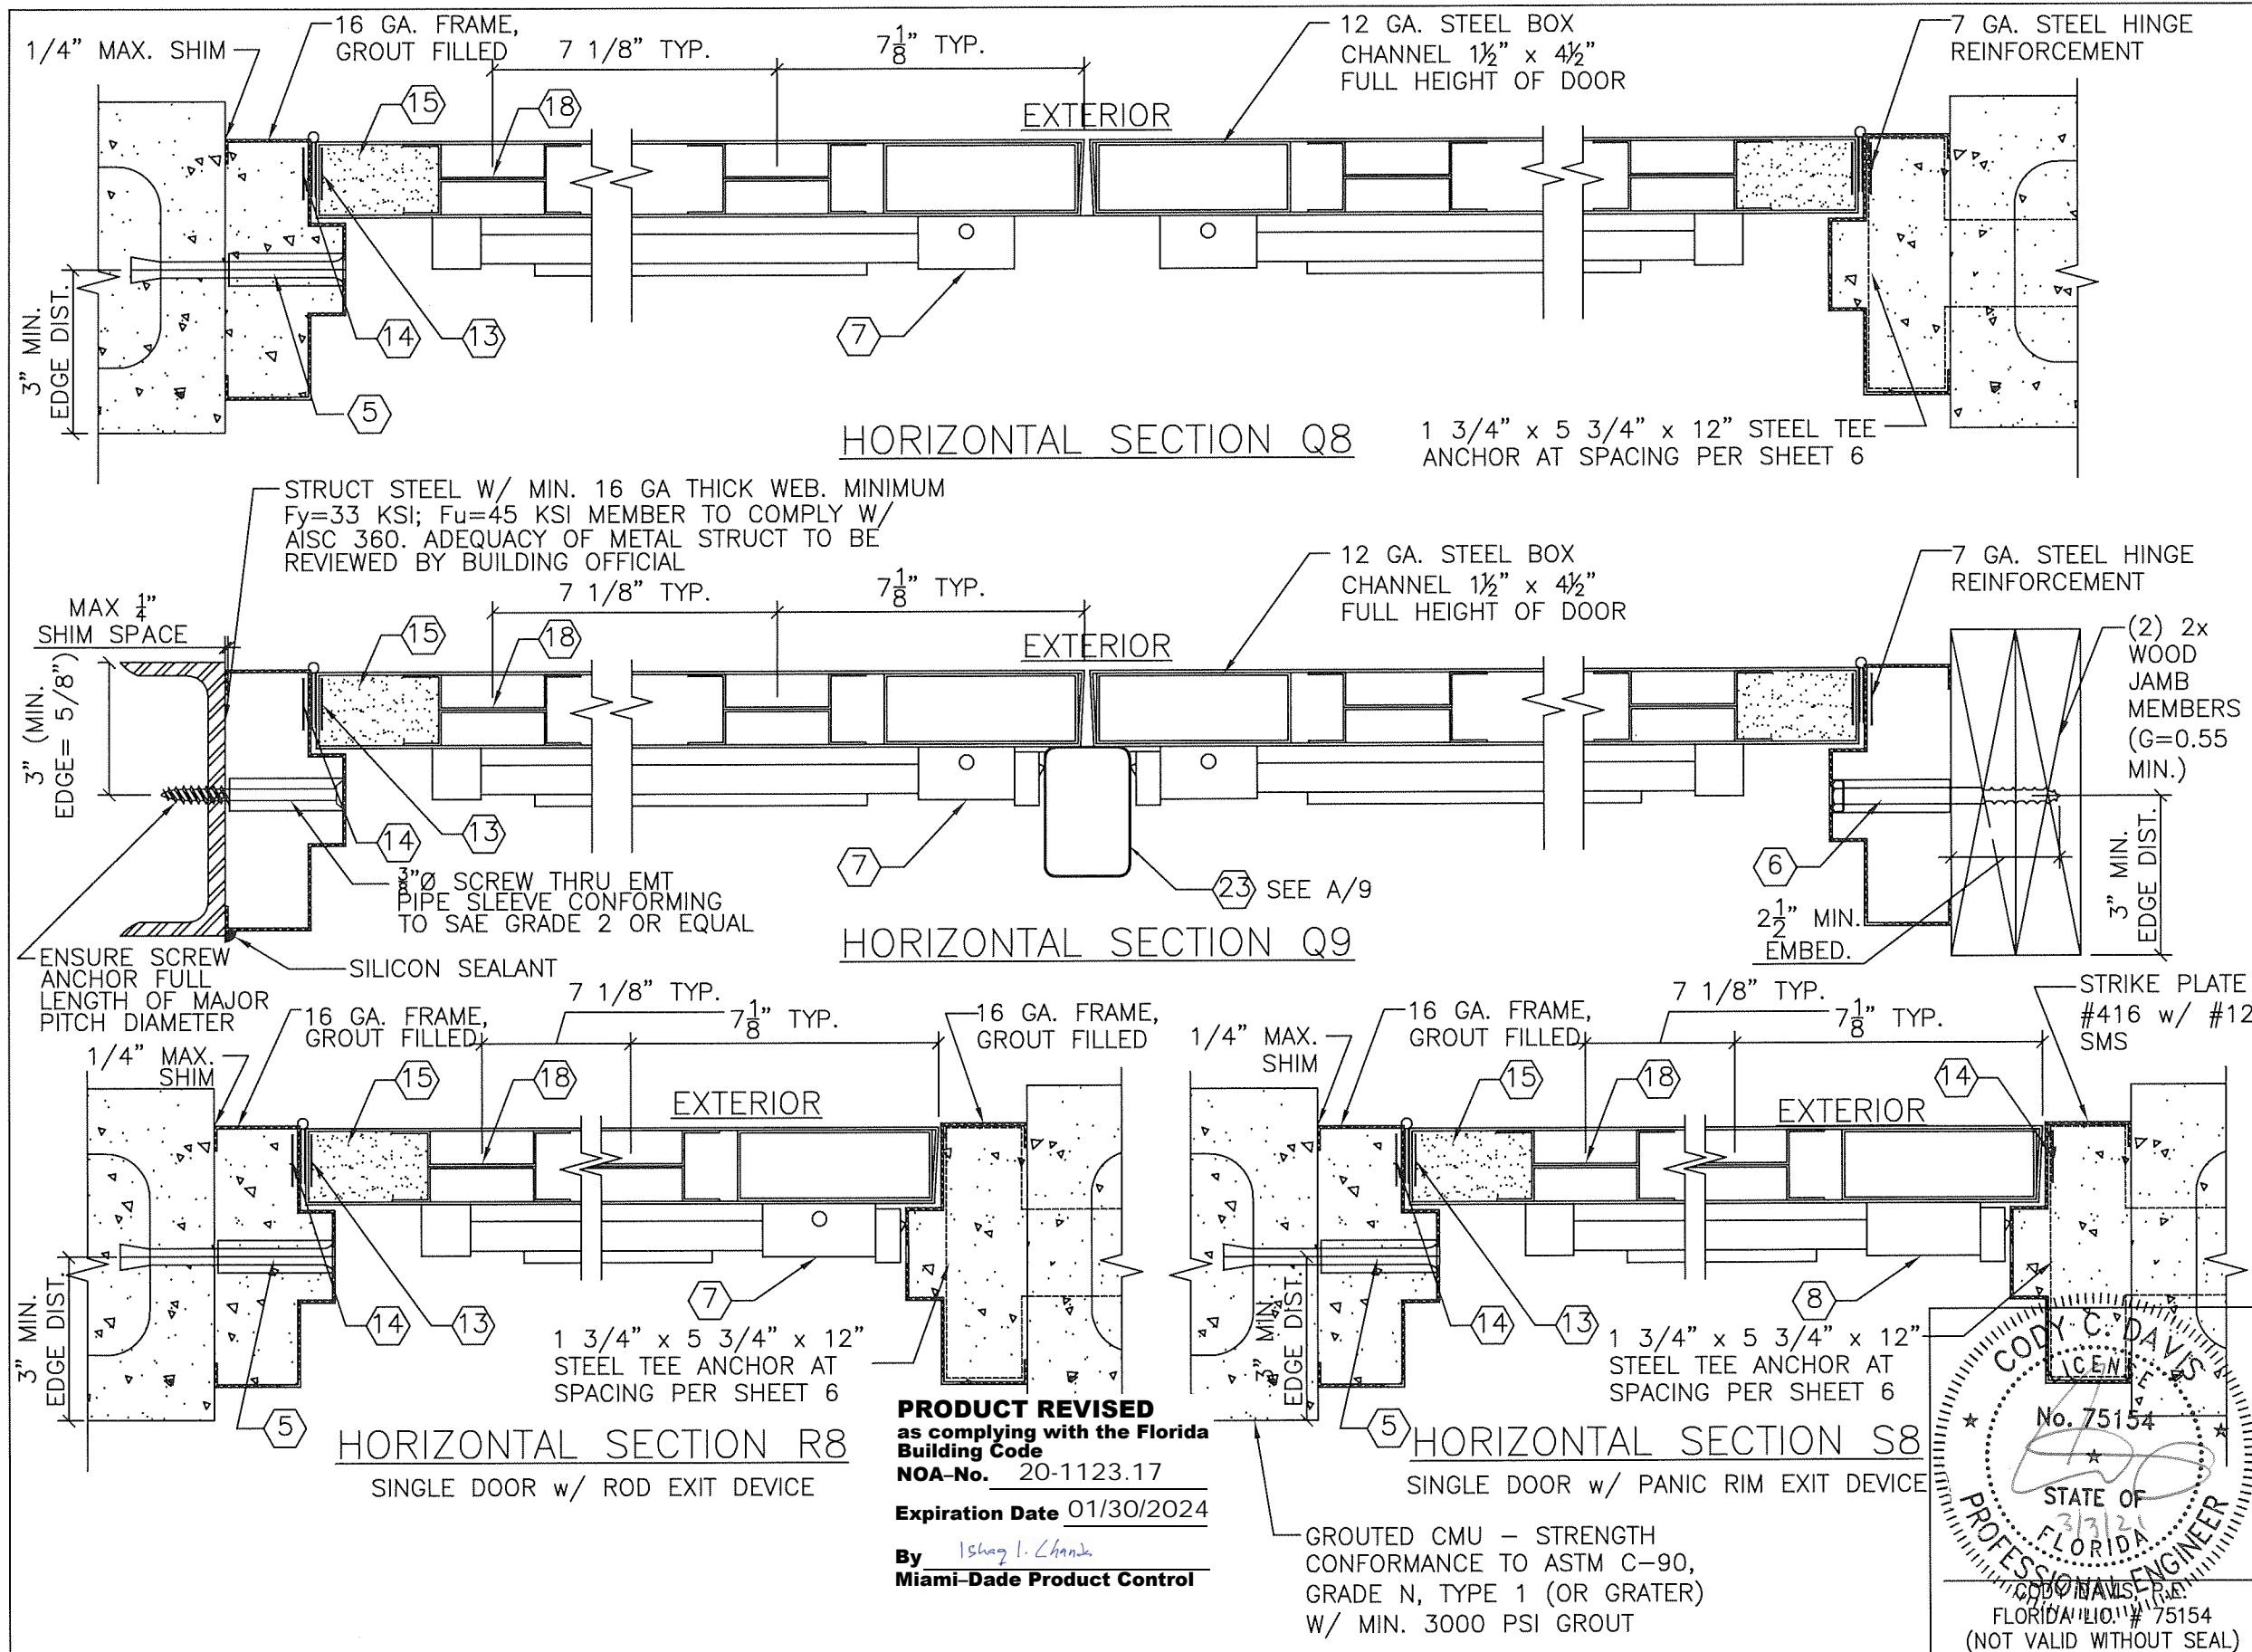 1/4" MAX. SHIM
16 GA. FRAME,
GROUT FILLED
7 1/8" TYP.
7 1/8" TYP.
12 GA. STEEL BOX
CHANNEL 1½" x 4½"
FULL HEIGHT OF DOOR
7 GA. STEEL HINGE
REINFORCEMENT
15
18
EXTERIOR
3" MIN.
EDGE DIST.
14
13
7
5
HORIZONTAL SECTION Q8
1 3/4" x 5 3/4" x 12" STEEL TEE
ANCHOR AT SPACING PER SHEET 6
STRUCT STEEL W/ MIN. 16 GA THICK WEB. MINIMUM
Fy=33 KSI; Fu=45 KSI MEMBER TO COMPLY W/
AISC 360. ADEQUACY OF METAL STRUCT TO BE
REVIEWED BY BUILDING OFFICIAL
MAX 1/4"
SHIM SPACE
7 1/8" TYP.
7 1/8" TYP.
12 GA. STEEL BOX
CHANNEL 1½" x 4½"
FULL HEIGHT OF DOOR
7 GA. STEEL HINGE
REINFORCEMENT
15
18
EXTERIOR
(2) 2x
WOOD
JAMB
MEMBERS
(G=0.55
MIN.)
3" (MIN.
EDGE= 5/8")
14
13
7
23 SEE A/9
6
3/8"Ø SCREW THRU EMT
PIPE SLEEVE CONFORMING
TO SAE GRADE 2 OR EQUAL
2 1/2" MIN.
EMBED.
3" MIN.
EDGE DIST.
ENSURE SCREW
ANCHOR FULL
LENGTH OF MAJOR
PITCH DIAMETER
SILICON SEALANT
HORIZONTAL SECTION Q9
1/4" MAX.
SHIM
16 GA. FRAME,
GROUT FILLED
7 1/8" TYP.
7 1/8" TYP.
16 GA. FRAME,
GROUT FILLED
15
18
EXTERIOR
3" MIN.
EDGE DIST.
14
13
7
5
1 3/4" x 5 3/4" x 12"
STEEL TEE ANCHOR AT
SPACING PER SHEET 6
HORIZONTAL SECTION R8
SINGLE DOOR w/ ROD EXIT DEVICE
1/4" MAX.
SHIM
16 GA. FRAME,
GROUT FILLED
7 1/8" TYP.
7 1/8" TYP.
STRIKE PLATE
#416 w/ #12
SMS
15
18
14
EXTERIOR
3" MIN.
EDGE DIST.
14
13
8
5
1 3/4" x 5 3/4" x 12"
STEEL TEE ANCHOR AT
SPACING PER SHEET 6
HORIZONTAL SECTION S8
SINGLE DOOR w/ PANIC RIM EXIT DEVICE
PRODUCT REVISED
as complying with the Florida
Building Code
NOA-No. 20-1123.17
Expiration Date 01/30/2024
By Ishaq I. Chanda
Miami-Dade Product Control
GROUTED CMU – STRENGTH
CONFORMANCE TO ASTM C-90,
GRADE N, TYPE 1 (OR GRATER)
W/ MIN. 3000 PSI GROUT
CODY C. DAVIS
No. 75154
STATE OF
3/3/21
FLORIDA
PROFESSIONAL ENGINEER
CODY DAVIS, P.E.
FLORIDA LIC. # 75154
(NOT VALID WITHOUT SEAL)